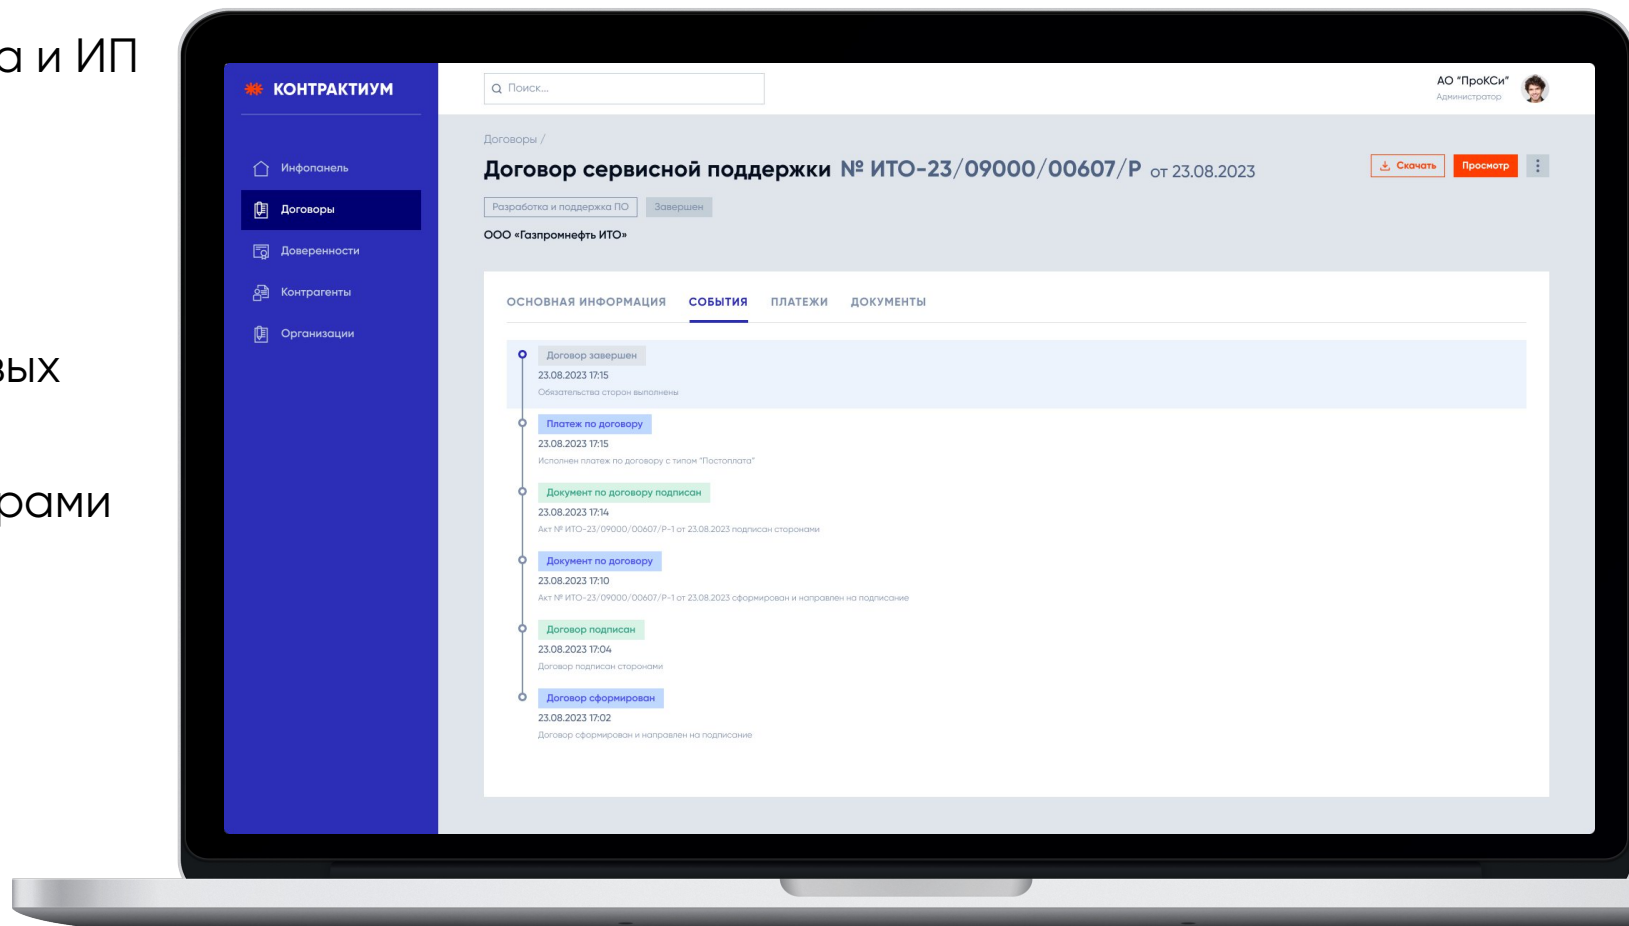 а и ИП
вых
рами
КОНТРАКТИУМ
Поиск...
АО "ПроКСи"
Администратор
Инфопанель
Договоры
Доверенности
Контрагенты
Организации
Договоры /
Договор сервисной поддержки № ИТО-23/09000/00607/Р от 23.08.2023
Скачать
Просмотр
Разработка и поддержка ПО
Завершен
ООО «Газпромнефть ИТО»
ОСНОВНАЯ ИНФОРМАЦИЯ СОБЫТИЯ ПЛАТЕЖИ ДОКУМЕНТЫ
Договор завершен
23.08.2023 17:15
Обязательства сторон выполнены
Платеж по договору
23.08.2023 17:15
Исполнен платеж по договору с типом "Постоплата"
Документ по договору подписан
23.08.2023 17:14
Акт № ИТО-23/09000/00607/Р-1 от 23.08.2023 подписан сторонами
Документ по договору
23.08.2023 17:10
Акт № ИТО-23/09000/00607/Р-1 от 23.08.2023 сформирован и направлен на подписание
Договор подписан
23.08.2023 17:04
Договор подписан сторонами
Договор сформирован
23.08.2023 17:02
Договор сформирован и направлен на подписание